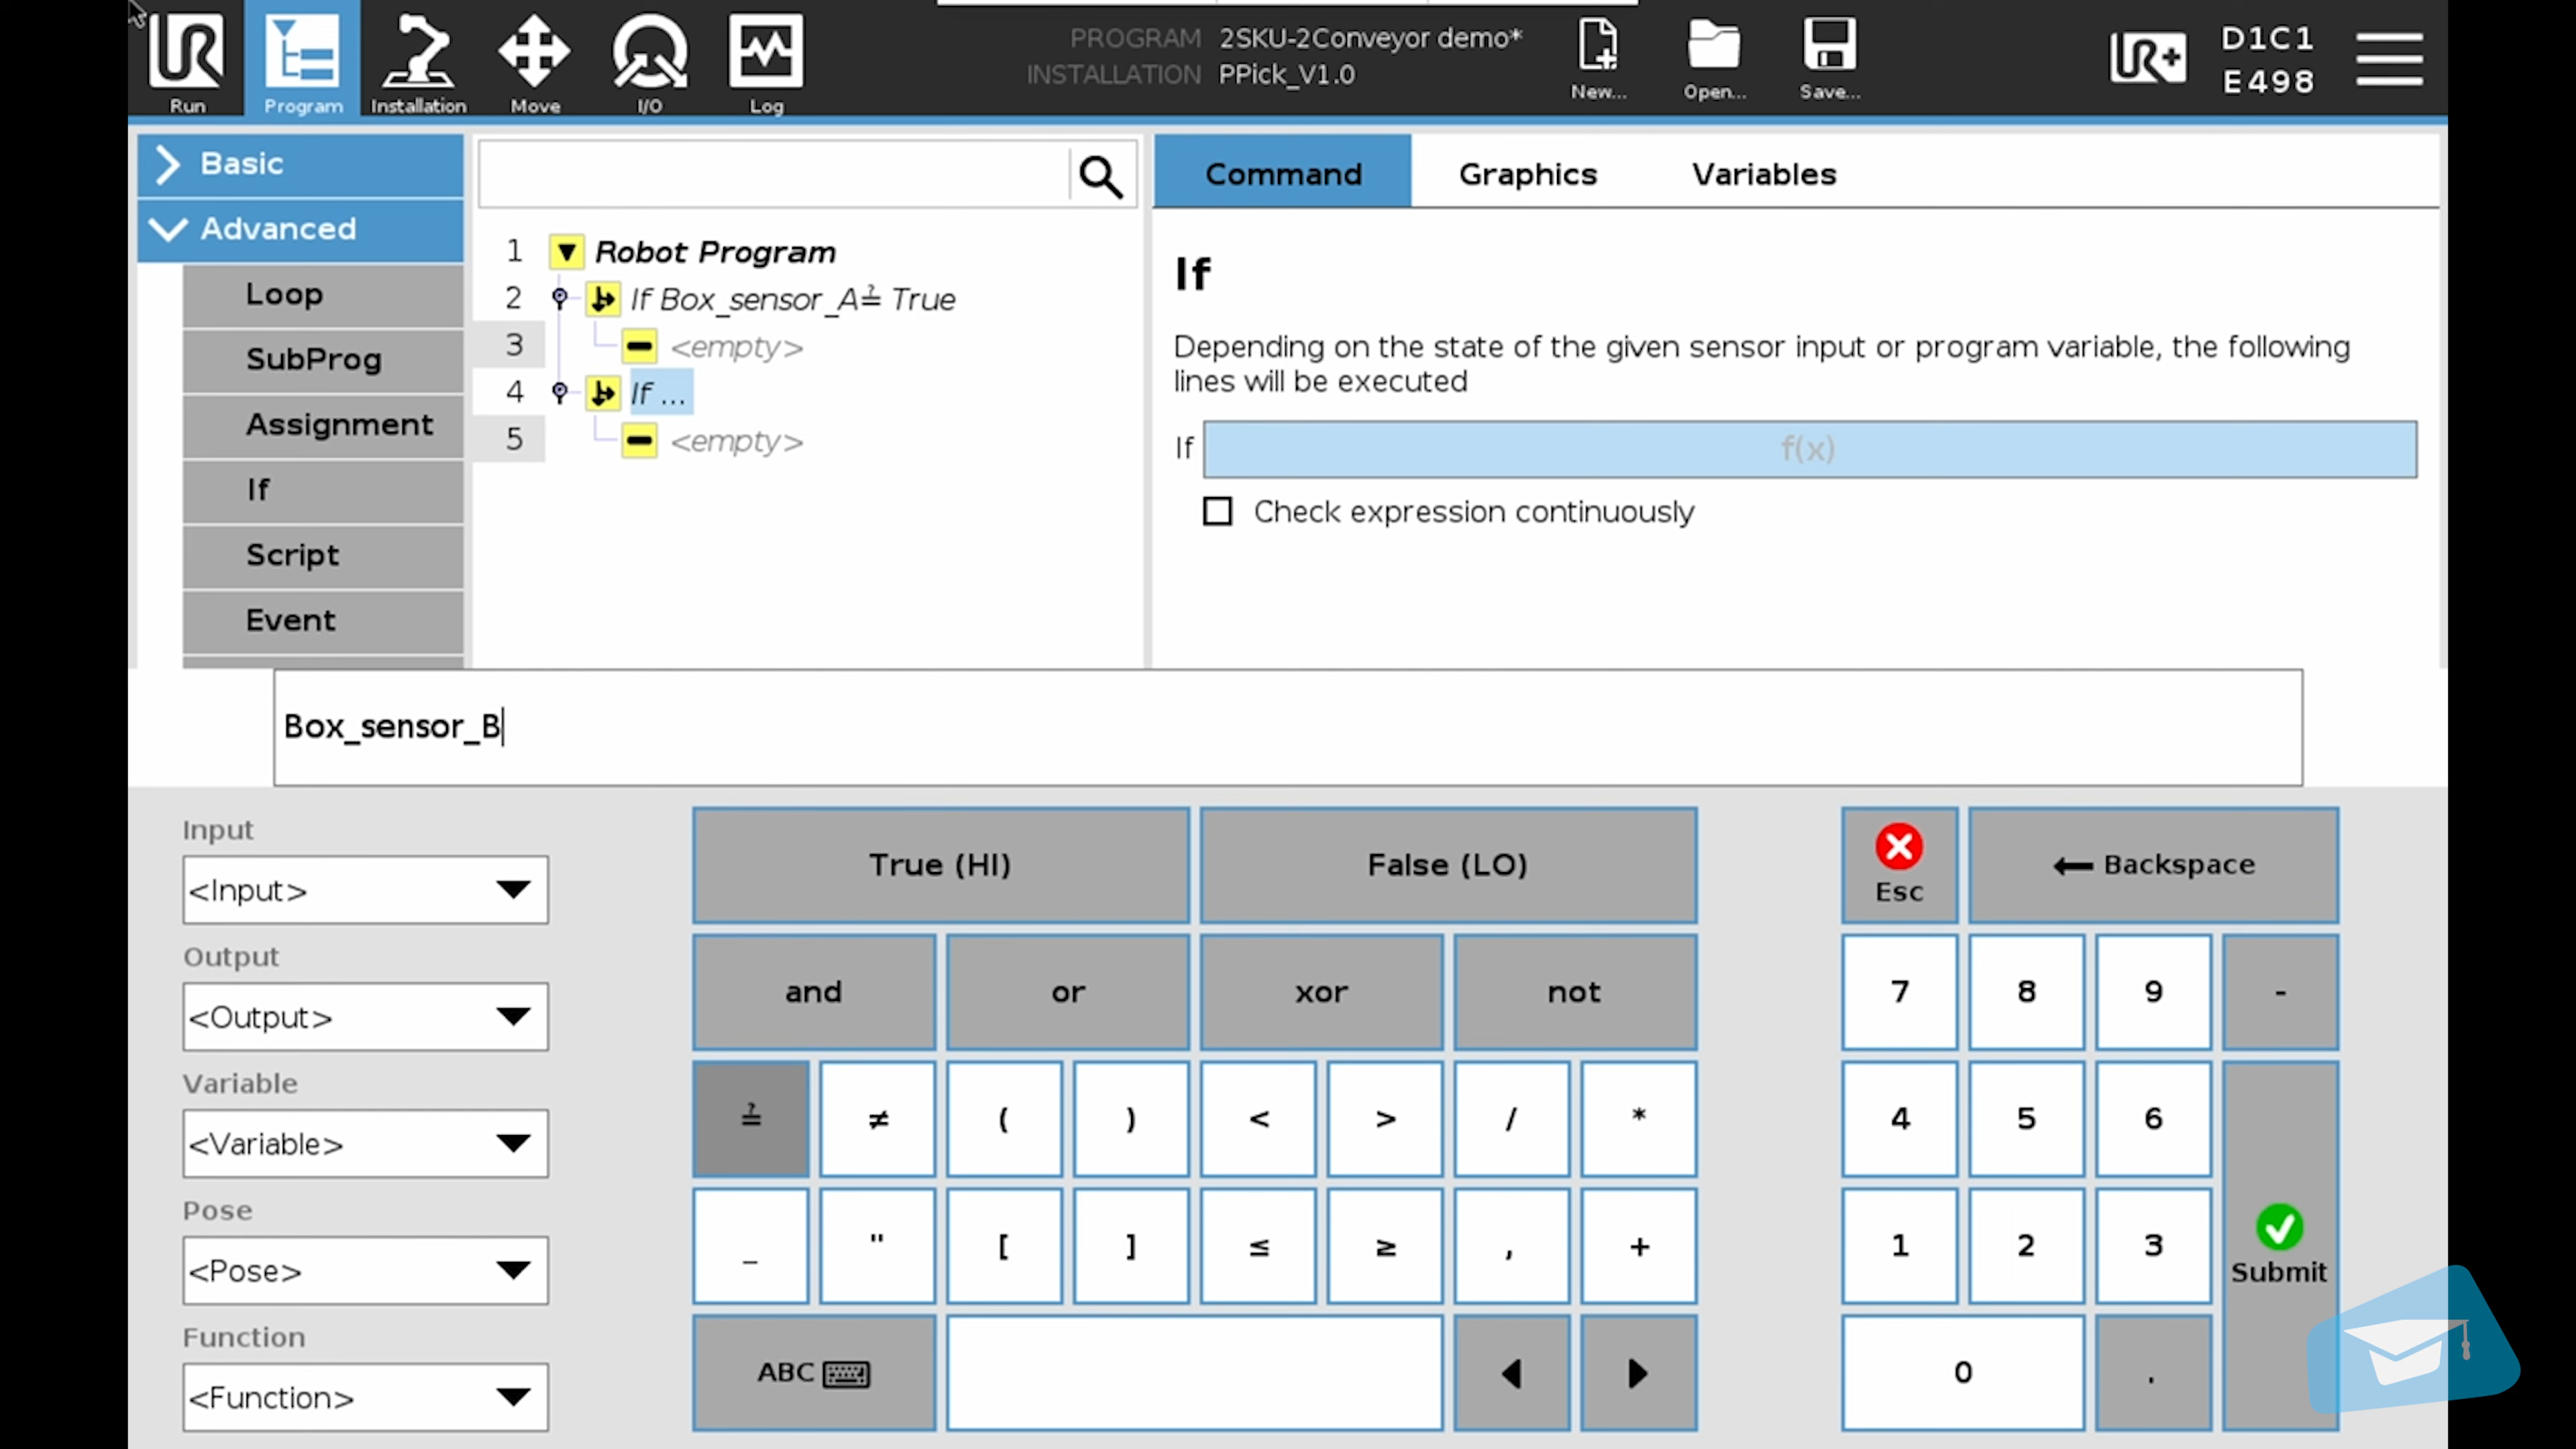 Run
Program
Installation
Move
I/O
Log
PROGRAM 2SKU-2Conveyor demo*
INSTALLATION PPick_V1.0
New...
Open...
Save...
UR+
D1C1
E498
Basic
Advanced
Loop
SubProg
Assignment
If
Script
Event
1 Robot Program
2 If Box_sensor_A≟ True
3 <empty>
4 If ...
5 <empty>
Command
Graphics
Variables
If
Depending on the state of the given sensor input or program variable, the following
lines will be executed
If f(x)
Check expression continuously
Box_sensor_B
Input
<Input>
Output
<Output>
Variable
<Variable>
Pose
<Pose>
Function
<Function>
True (HI) False (LO)
and or xor not
≟ ≠ ( ) < > / *
_ " [ ] ≤ ≥ , +
ABC
Esc
Backspace
7 8 9 -
4 5 6
1 2 3
Submit
0 .